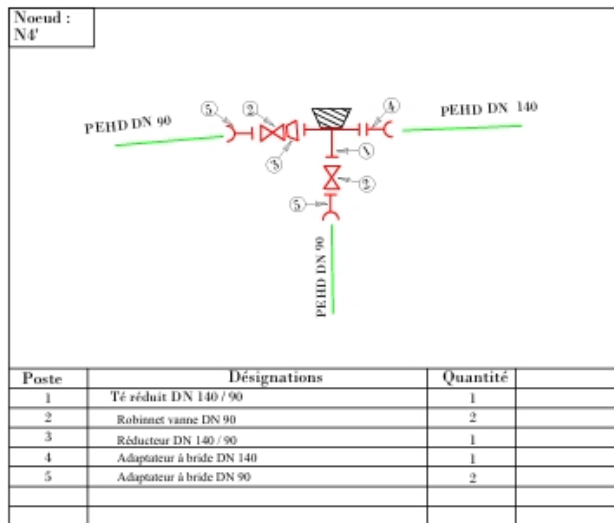 Noeud :
N4'
PEHD DN 90
5
2
3
4
PEHD DN 140
1
2
5
PEHD DN 90
Poste Désignations Quantité
1 Té réduit DN 140 / 90 1
2 Robinnet vanne DN 90 2
3 Réducteur DN 140 / 90 1
4 Adaptateur à bride DN 140 1
5 Adaptateur à bride DN 90 2